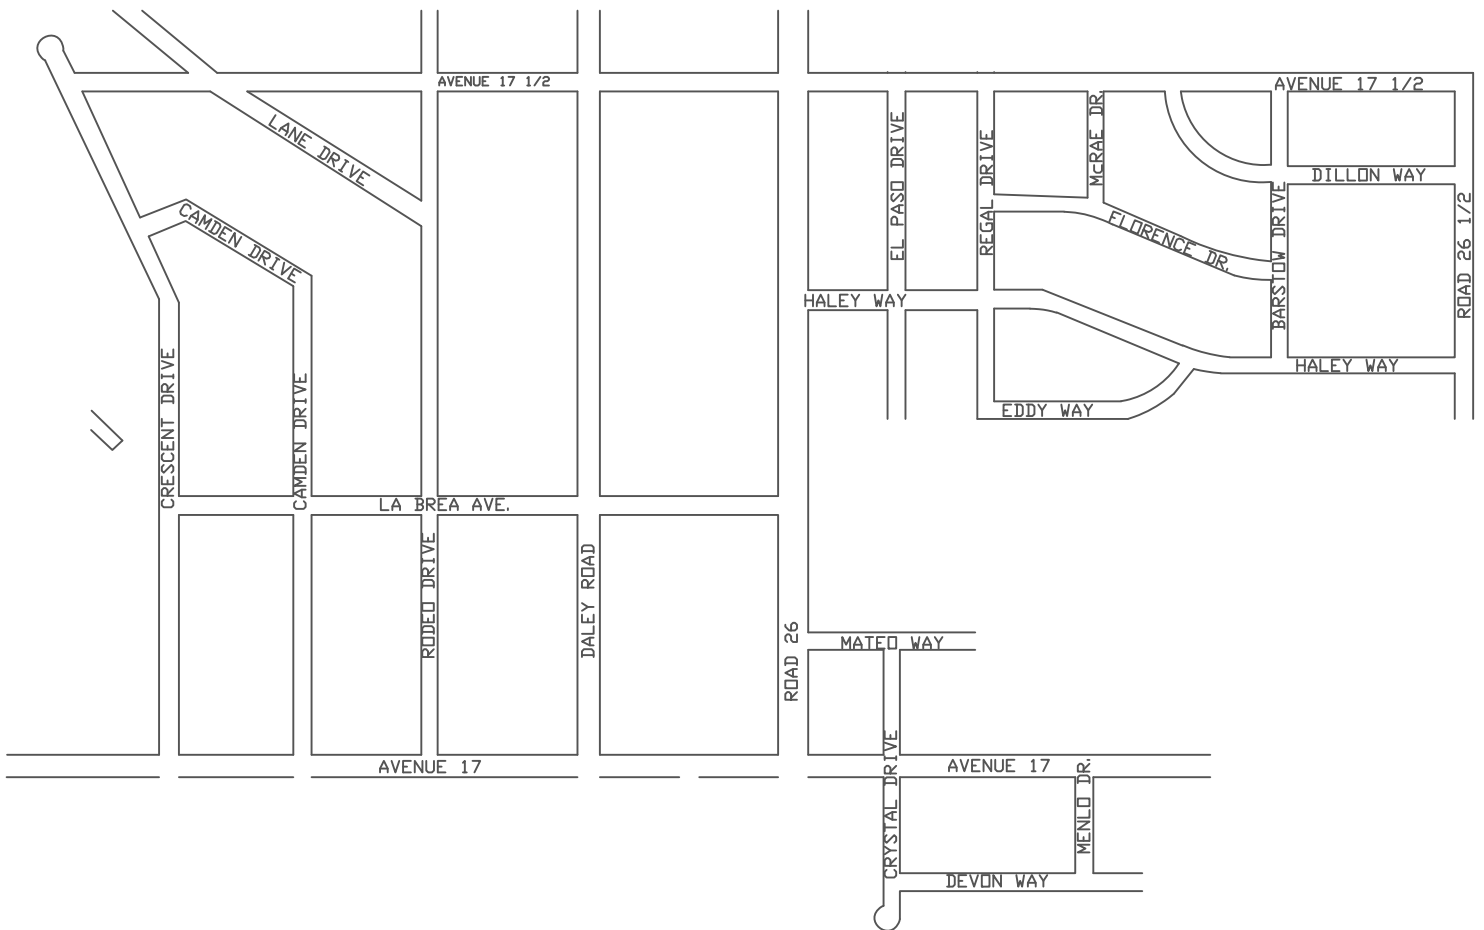 AVENUE 17 1/2
AVENUE 17 1/2
LANE DRIVE
EL PASO DRIVE
REGAL DRIVE
McRAE DR.
DILLON WAY
CAMDEN DRIVE
FLORENCE DR.
BARSTOW DRIVE
ROAD 26 1/2
HALEY WAY
HALEY WAY
CRESCENT DRIVE
CAMDEN DRIVE
EDDY WAY
LA BREA AVE.
RODEO DRIVE
DALEY ROAD
ROAD 26
MATEO WAY
AVENUE 17
CRYSTAL DRIVE
AVENUE 17
MENLO DR.
DEVON WAY